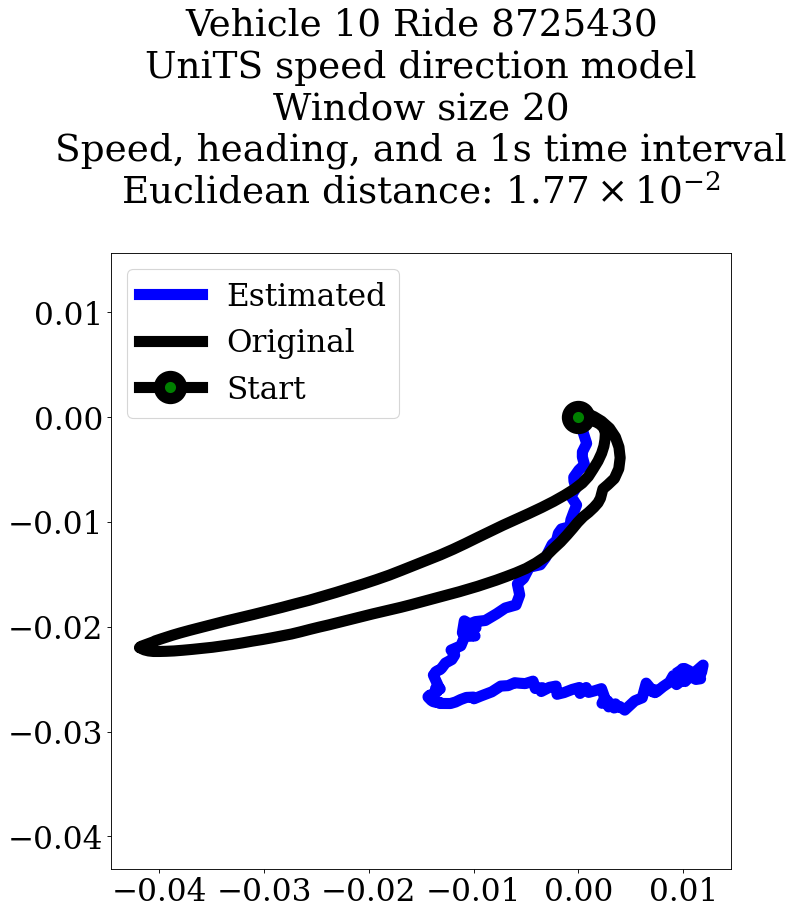 Vehicle 10 Ride 8725430
UniTS speed direction model
Window size 20
Speed, heading, and a 1s time interval
Euclidean distance: 1.77 × 10⁻²
Estimated
Original
Start
0.01
0.00
−0.01
−0.02
−0.03
−0.04
−0.04 −0.03 −0.02 −0.01 0.00 0.01